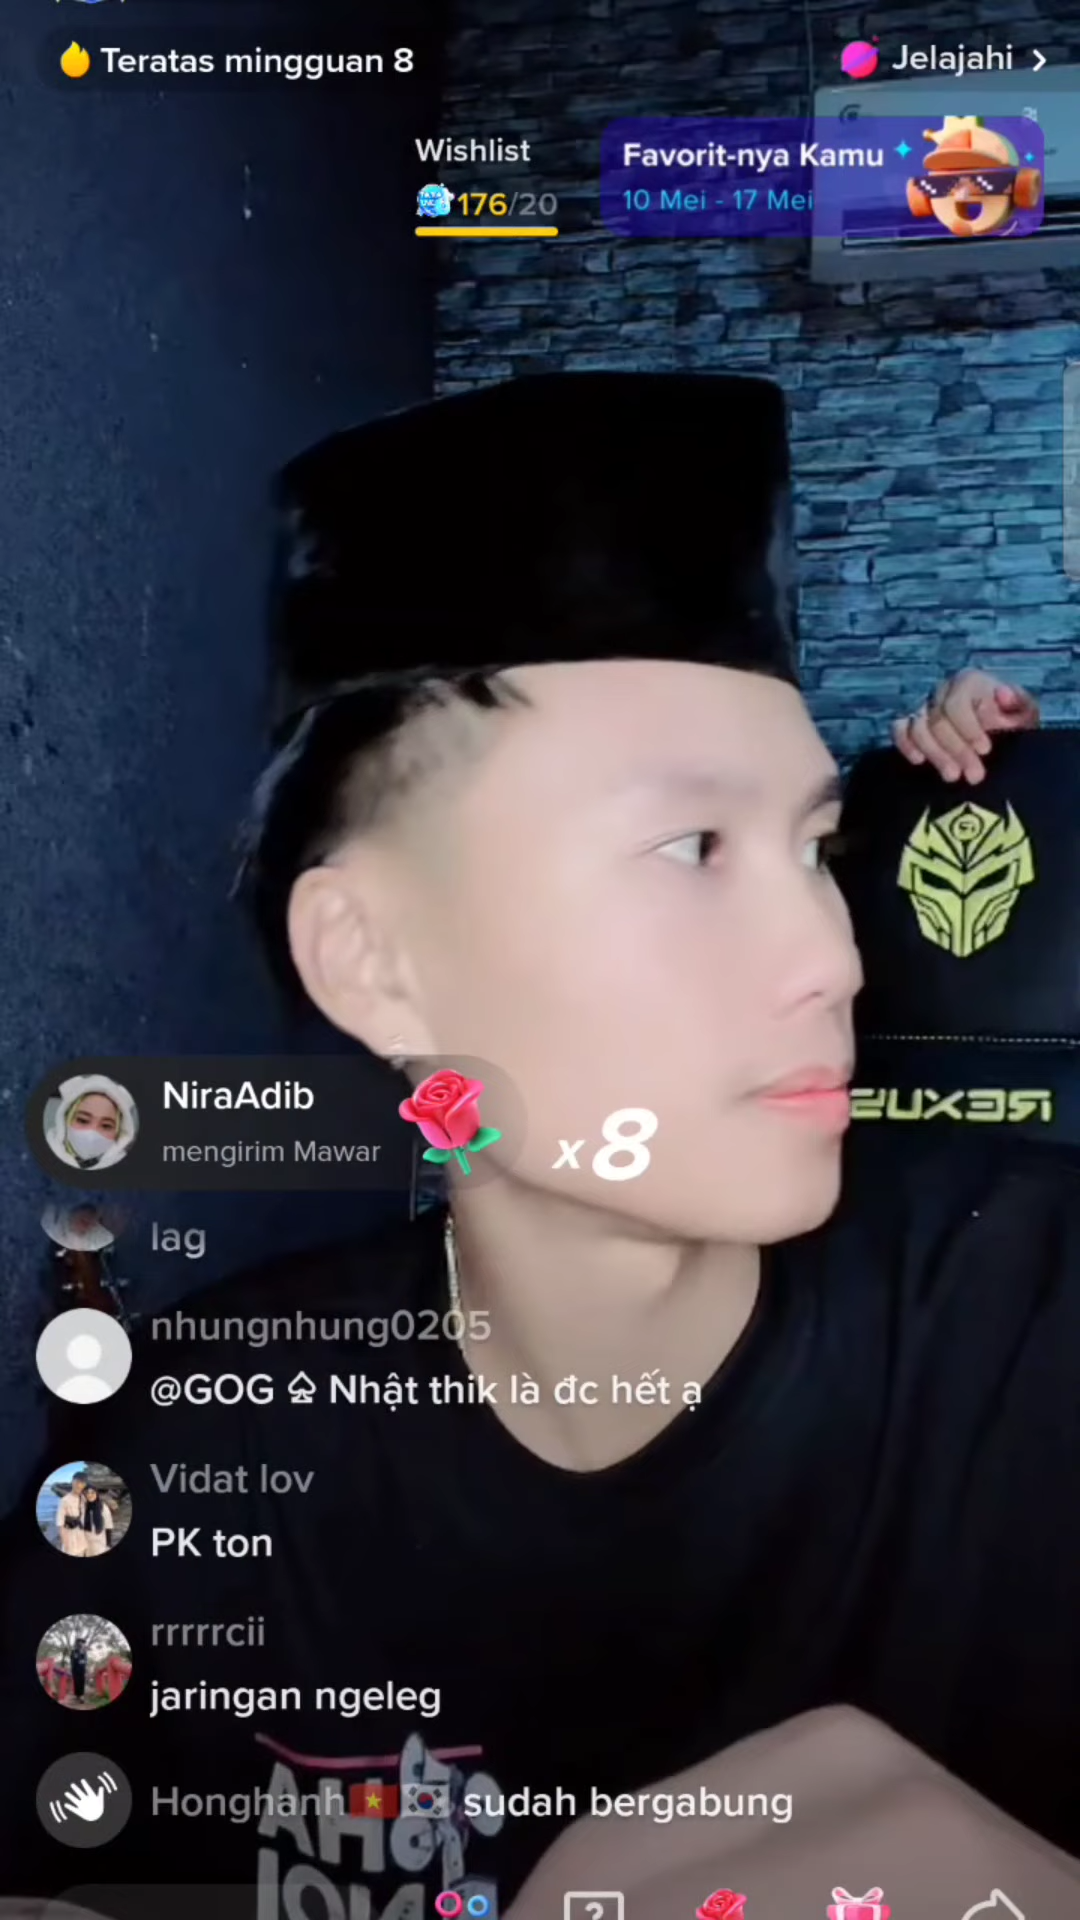 Teratas mingguan 8
Jelajahi
Wishlist
176/20
Favorit-nya Kamu
10 Mei - 17 Mei
REXUS
NiraAdib
mengirim Mawar
x8
lag
nhungnhung0205
@GOG ♤ Nhật thik là đc hết ạ
Vidat lov
PK ton
rrrrrcii
jaringan ngeleg
Honghanh🇻🇳🇰🇷 sudah bergabung